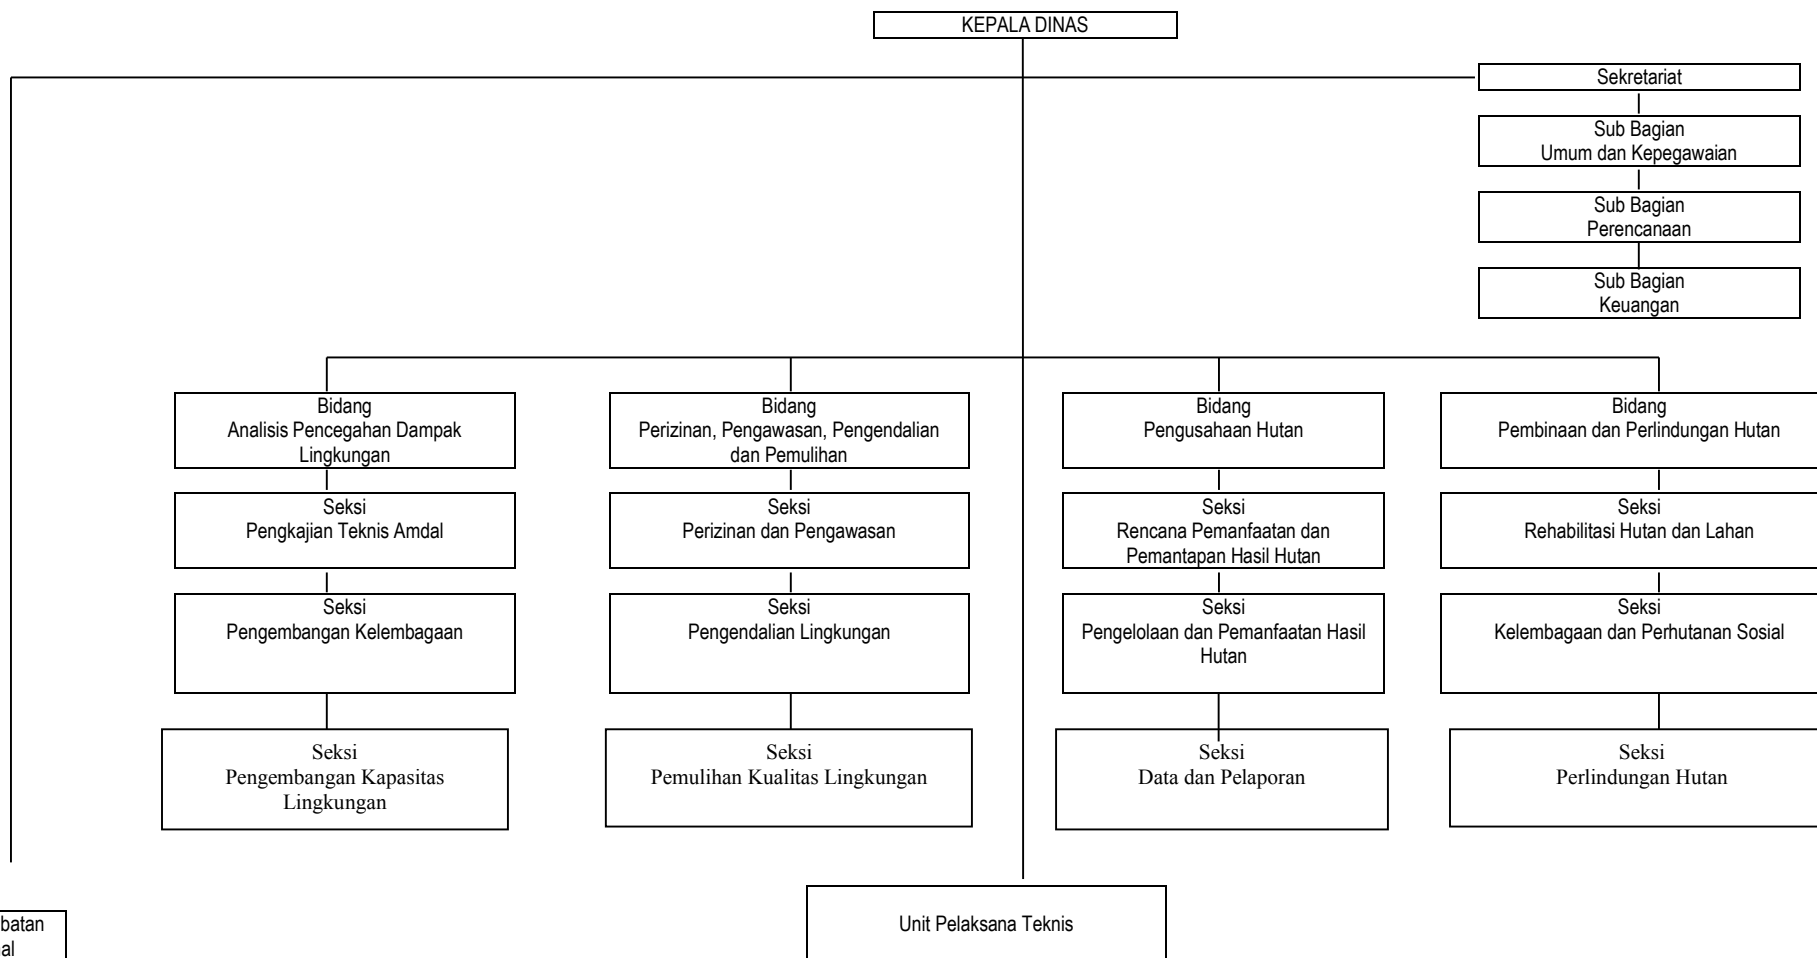 KEPALA DINAS
Sekretariat
Sub Bagian
Umum dan Kepegawaian
Sub Bagian
Perencanaan
Sub Bagian
Keuangan
Bidang
Analisis Pencegahan Dampak
Lingkungan
Bidang
Perizinan, Pengawasan, Pengendalian
dan Pemulihan
Bidang
Pengusahaan Hutan
Bidang
Pembinaan dan Perlindungan Hutan
Seksi
Pengkajian Teknis Amdal
Seksi
Perizinan dan Pengawasan
Seksi
Rencana Pemanfaatan dan
Pemantapan Hasil Hutan
Seksi
Rehabilitasi Hutan dan Lahan
Seksi
Pengembangan Kelembagaan
Seksi
Pengendalian Lingkungan
Seksi
Pengelolaan dan Pemanfaatan Hasil
Hutan
Seksi
Kelembagaan dan Perhutanan Sosial
Seksi
Pengembangan Kapasitas
Lingkungan
Seksi
Pemulihan Kualitas Lingkungan
Seksi
Data dan Pelaporan
Seksi
Perlindungan Hutan
batan
al
Unit Pelaksana Teknis